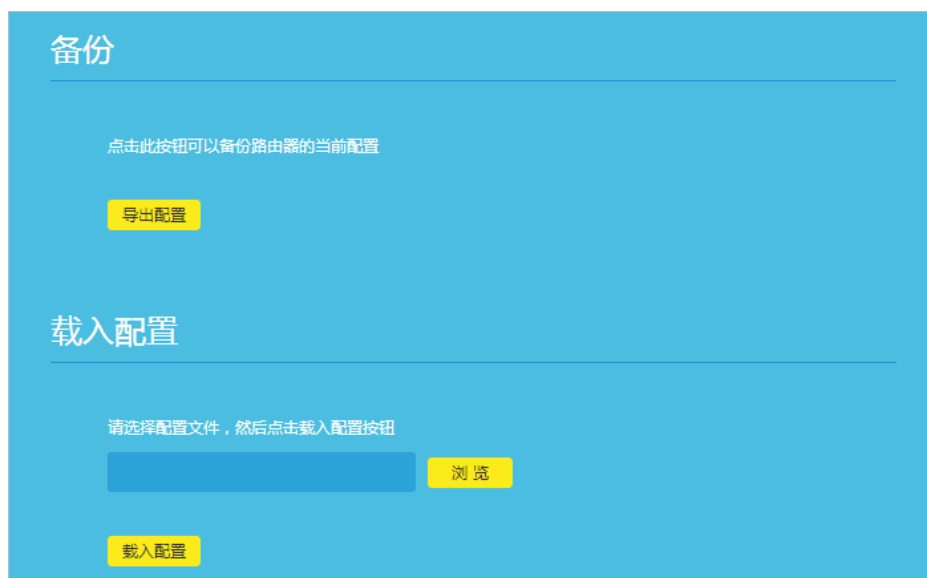 备份
点击此按钮可以备份路由器的当前配置
导出配置
载入配置
请选择配置文件，然后点击载入配置按钮
浏 览
载入配置